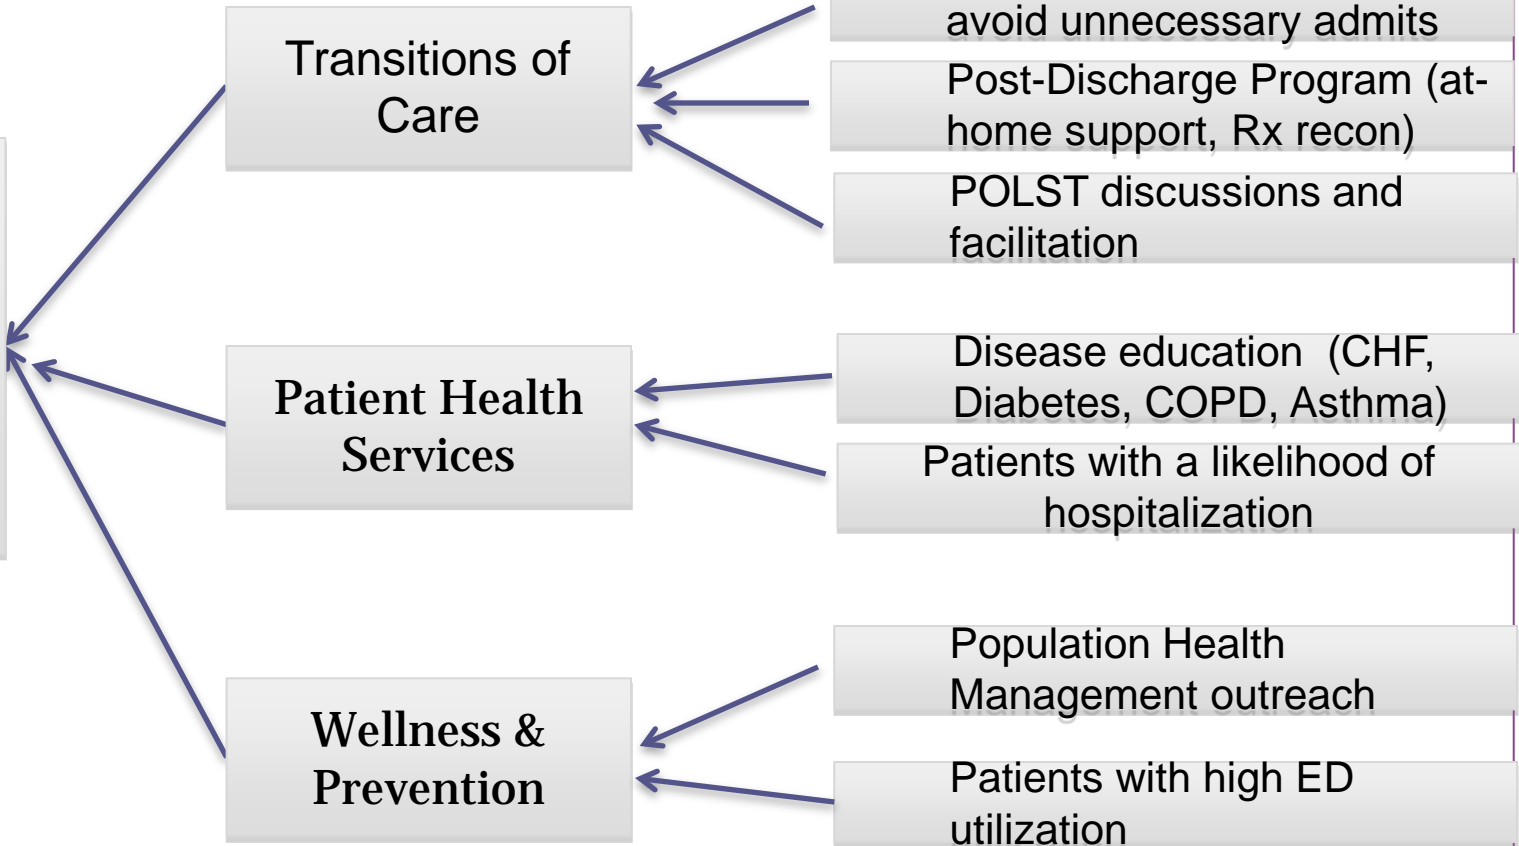 avoid unnecessary admits
Transitions of
Care
Post-Discharge Program (at-
home support, Rx recon)
POLST discussions and
facilitation
Patient Health
Services
Disease education  (CHF,
Diabetes, COPD, Asthma)
Patients with a likelihood of
hospitalization
Wellness &
Prevention
Population Health
Management outreach
Patients with high ED
utilization